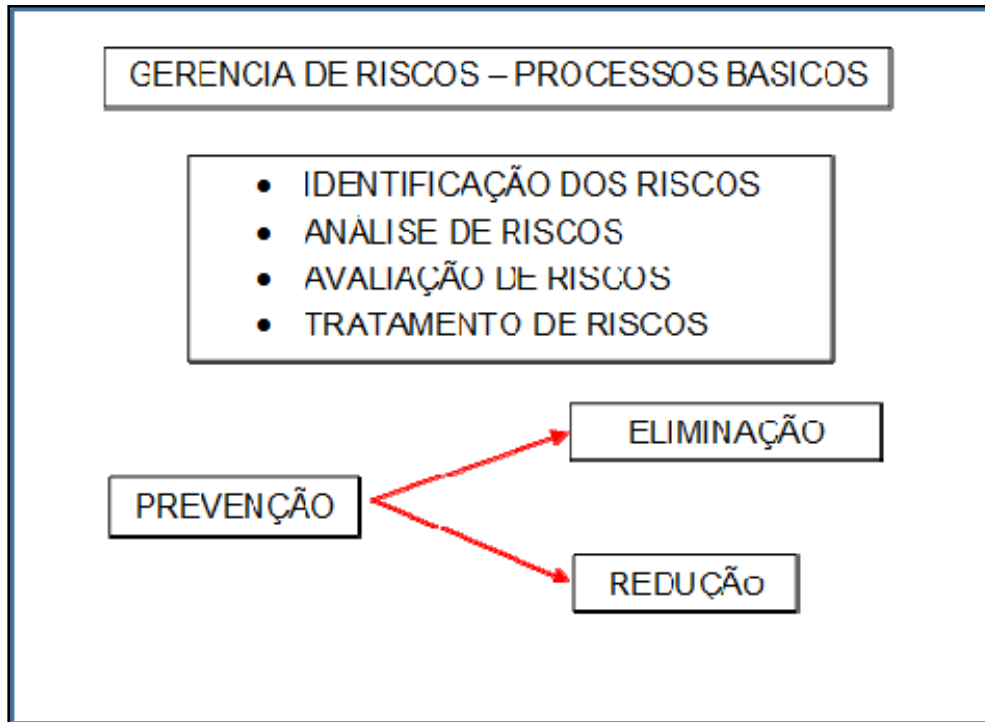 GERENCIA DE RISCOS – PROCESSOS BASICOS
• IDENTIFICAÇÃO DOS RISCOS
• ANÁLISE DE RISCOS
• AVALIAÇÃO DE RISCOS
• TRATAMENTO DE RISCOS
ELIMINAÇÃO
PREVENÇÃO
REDUÇÃo